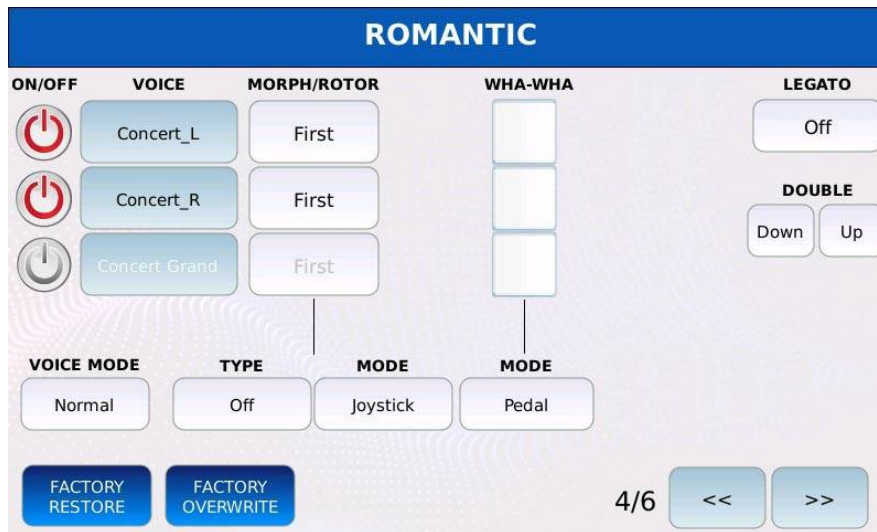 ROMANTIC
ON/OFF VOICE MORPH/ROTOR WHA-WHA LEGATO
Concert_L First Off
Concert_R First DOUBLE
Down Up
Concert Grand First
VOICE MODE TYPE MODE MODE
Normal Off Joystick Pedal
FACTORY RESTORE FACTORY OVERWRITE 4/6 << >>